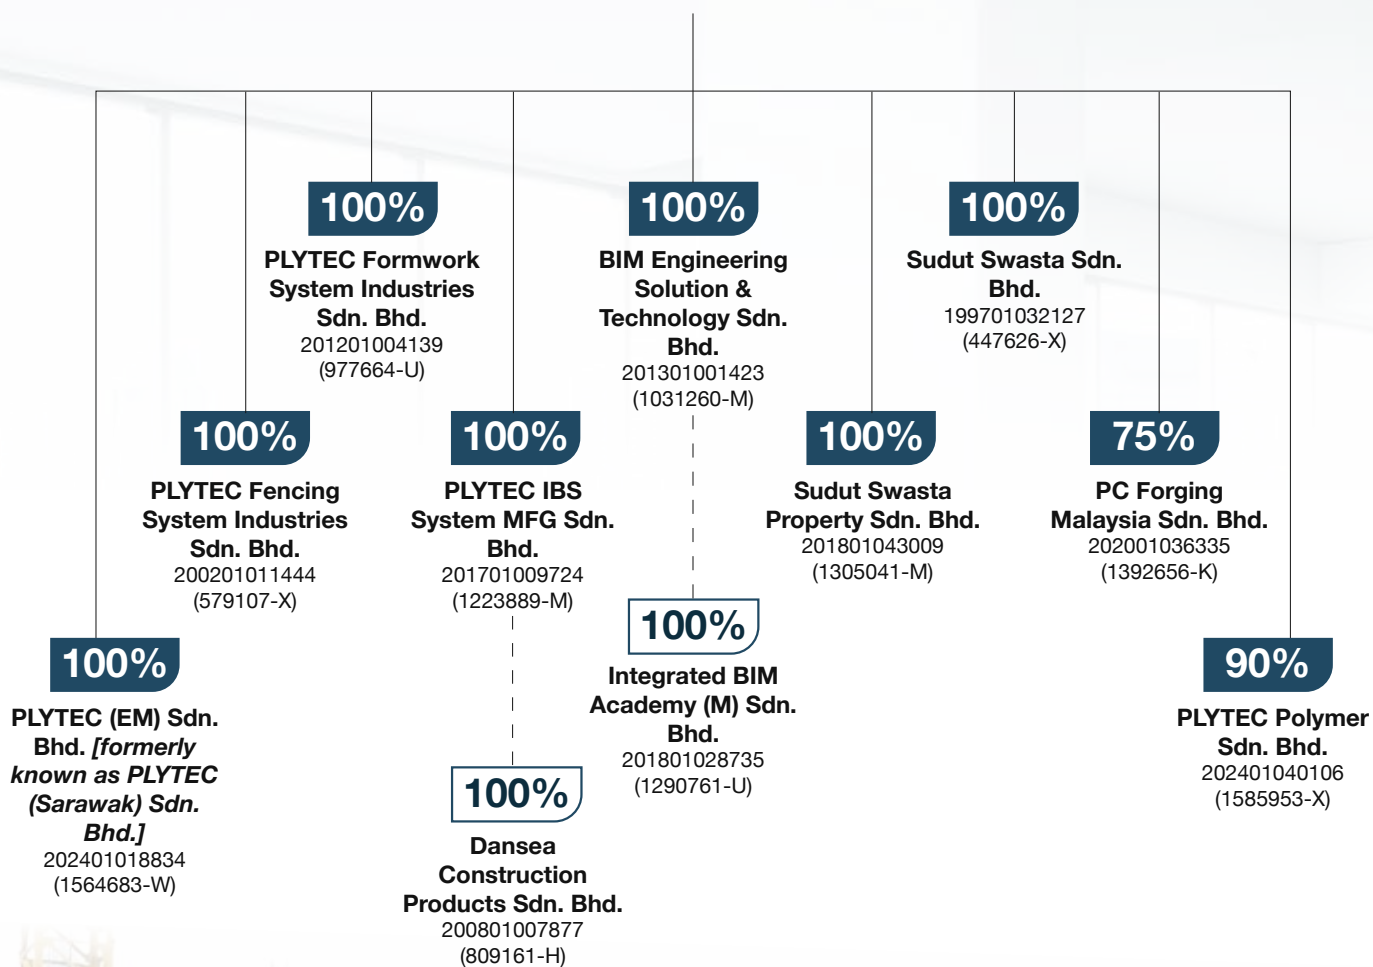 100%
PLYTEC Formwork
System Industries
Sdn. Bhd.
201201004139
(977664-U)
100%
BIM Engineering
Solution &
Technology Sdn.
Bhd.
201301001423
(1031260-M)
100%
Sudut Swasta Sdn.
Bhd.
199701032127
(447626-X)
100%
PLYTEC Fencing
System Industries
Sdn. Bhd.
200201011444
(579107-X)
100%
PLYTEC IBS
System MFG Sdn.
Bhd.
201701009724
(1223889-M)
100%
Sudut Swasta
Property Sdn. Bhd.
201801043009
(1305041-M)
75%
PC Forging
Malaysia Sdn. Bhd.
202001036335
(1392656-K)
100%
PLYTEC (EM) Sdn.
Bhd. [formerly
known as PLYTEC
(Sarawak) Sdn.
Bhd.]
202401018834
(1564683-W)
100%
Dansea
Construction
Products Sdn. Bhd.
200801007877
(809161-H)
100%
Integrated BIM
Academy (M) Sdn.
Bhd.
201801028735
(1290761-U)
90%
PLYTEC Polymer
Sdn. Bhd.
202401040106
(1585953-X)